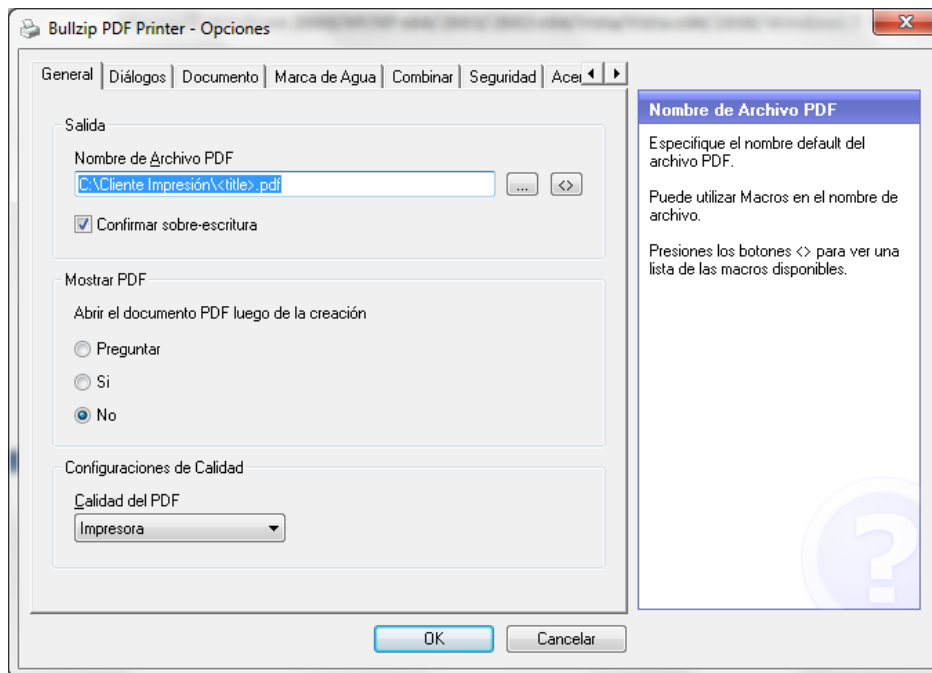 Bullzip PDF Printer - Opciones
General Diálogos Documento Marca de Agua Combinar Seguridad
Salida
Nombre de Archivo PDF
C:\Cliente Impresión\<title>.pdf
... <>
Confirmar sobre-escritura
Mostrar PDF
Abrir el documento PDF luego de la creación
Preguntar
Si
No
Configuraciones de Calidad
Calidad del PDF
Impresora
OK Cancelar
Nombre de Archivo PDF
Especifique el nombre default del
archivo PDF.
Puede utilizar Macros en el nombre de
archivo.
Presiones los botones <> para ver una
lista de las macros disponibles.